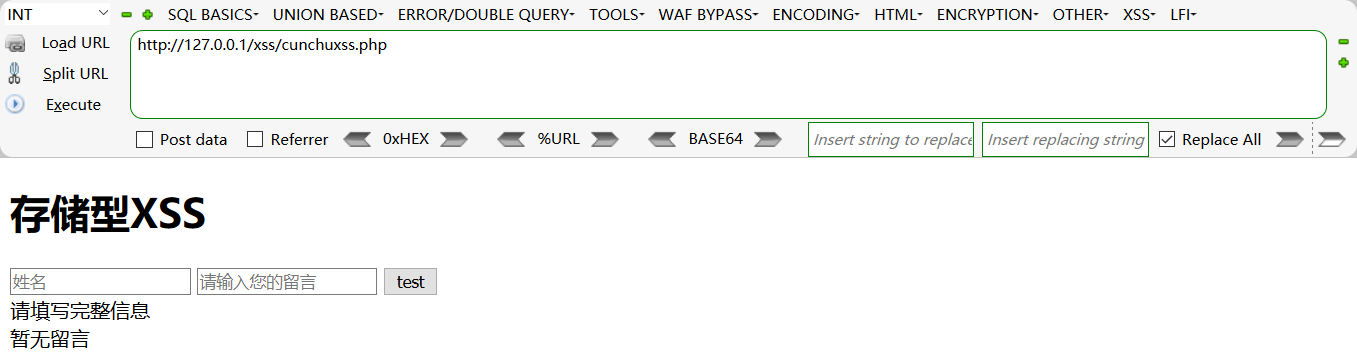 INT SQL BASICS UNION BASED ERROR/DOUBLE QUERY TOOLS WAF BYPASS ENCODING HTML ENCRYPTION OTHER XSS LFI
Load URL http://127.0.0.1/xss/cunchuxss.php
Split URL
Execute
Post data Referrer 0xHEX %URL BASE64 Insert string to replace Insert replacing string Replace All
存储型XSS
姓名 请输入您的留言 test
请填写完整信息
暂无留言